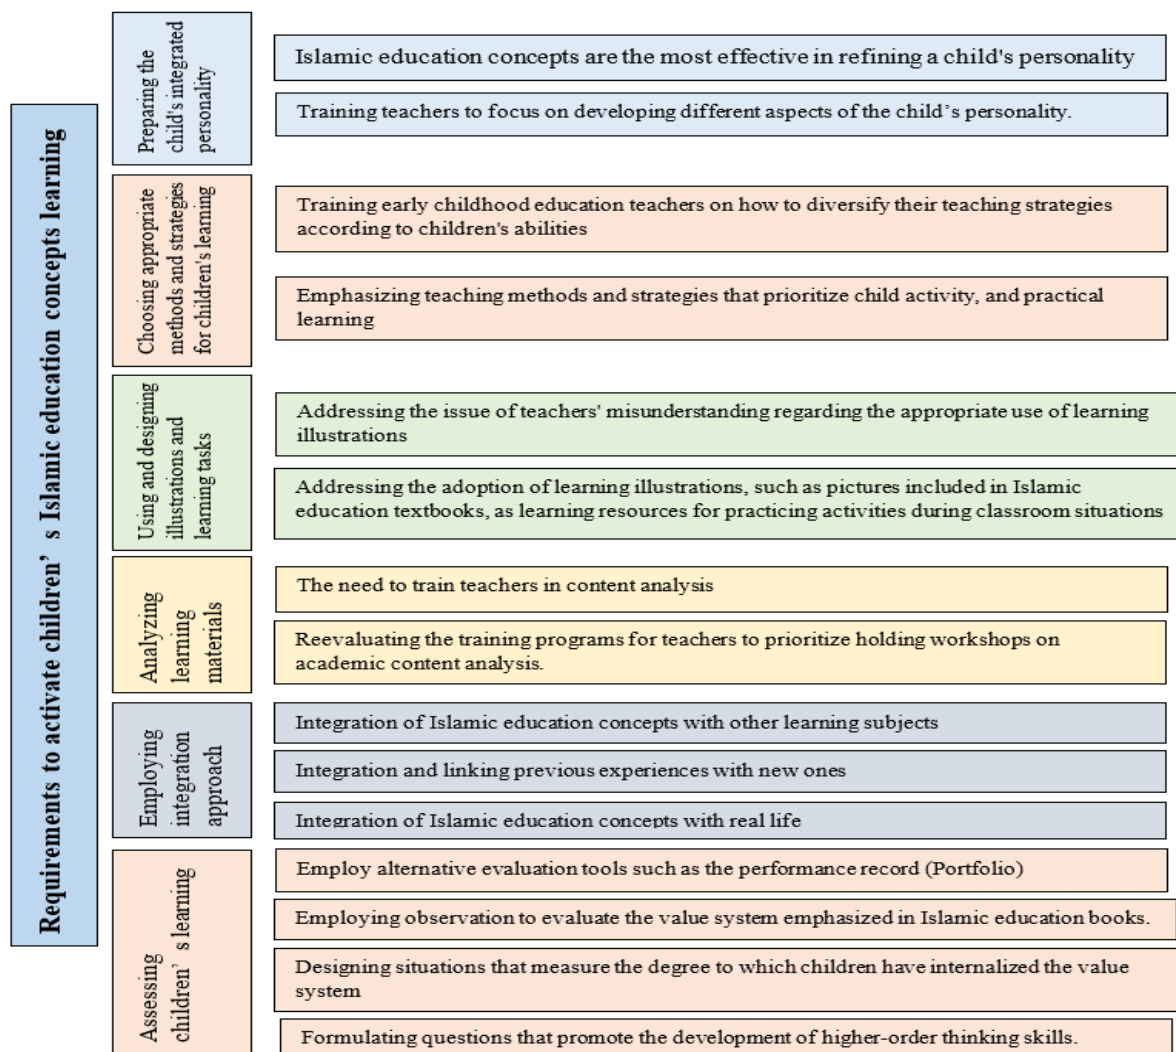 Requirements to activate children’ s Islamic education concepts learning
Preparing the
child's integrated
personality
Islamic education concepts are the most effective in refining a child's personality
Training teachers to focus on developing different aspects of the child’s personality.
Choosing appropriate
methods and strategies
for children's learning
Training early childhood education teachers on how to diversify their teaching strategies
according to children's abilities
Emphasizing teaching methods and strategies that prioritize child activity, and practical
learning
Using and designing
illustrations and
learning tasks
Addressing the issue of teachers' misunderstanding regarding the appropriate use of learning
illustrations
Addressing the adoption of learning illustrations, such as pictures included in Islamic
education textbooks, as learning resources for practicing activities during classroom situations
Analyzing
learning
materials
The need to train teachers in content analysis
Reevaluating the training programs for teachers to prioritize holding workshops on
academic content analysis.
Employing
integration
approach
Integration of Islamic education concepts with other learning subjects
Integration and linking previous experiences with new ones
Integration of Islamic education concepts with real life
Assessing
children’ s learning
Employ alternative evaluation tools such as the performance record (Portfolio)
Employing observation to evaluate the value system emphasized in Islamic education books.
Designing situations that measure the degree to which children have internalized the value
system
Formulating questions that promote the development of higher-order thinking skills.